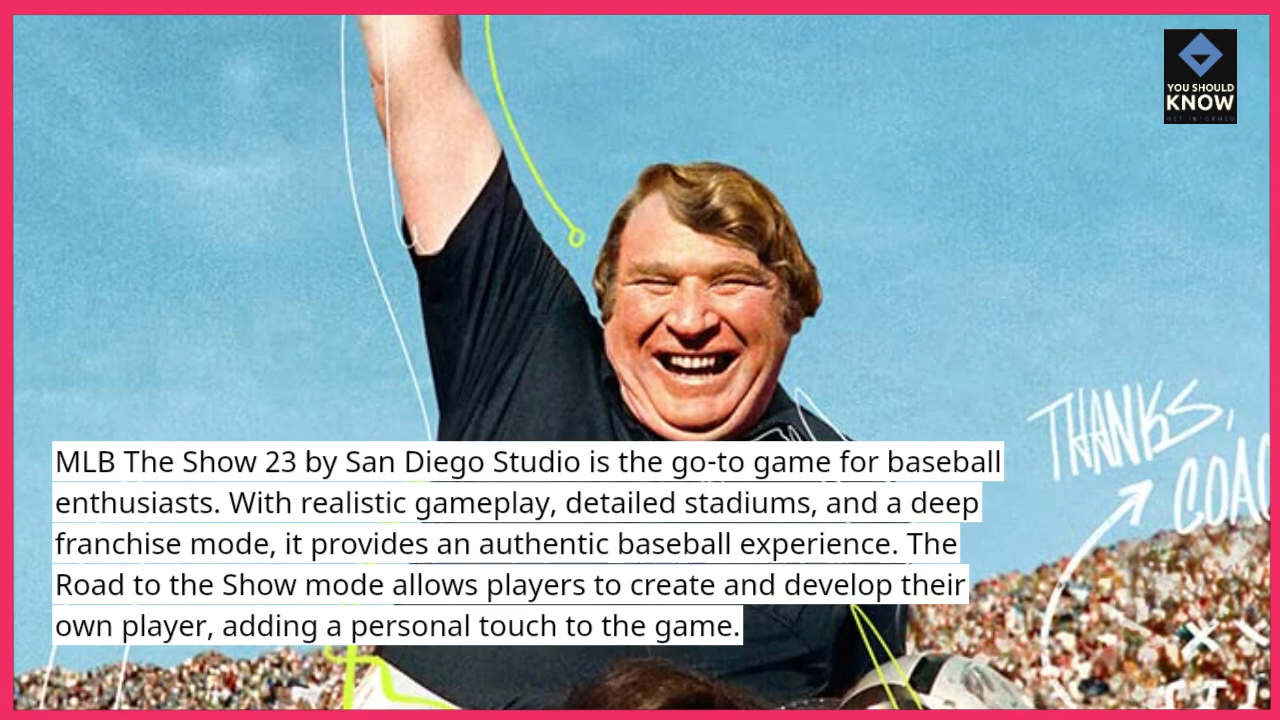 YOU SHOULD
KNOW
GET INFORMED
THANKS,
MLB The Show 23 by San Diego Studio is the go-to game for baseball
enthusiasts. With realistic gameplay, detailed stadiums, and a deep
franchise mode, it provides an authentic baseball experience. The
Road to the Show mode allows players to create and develop their
own player, adding a personal touch to the game.